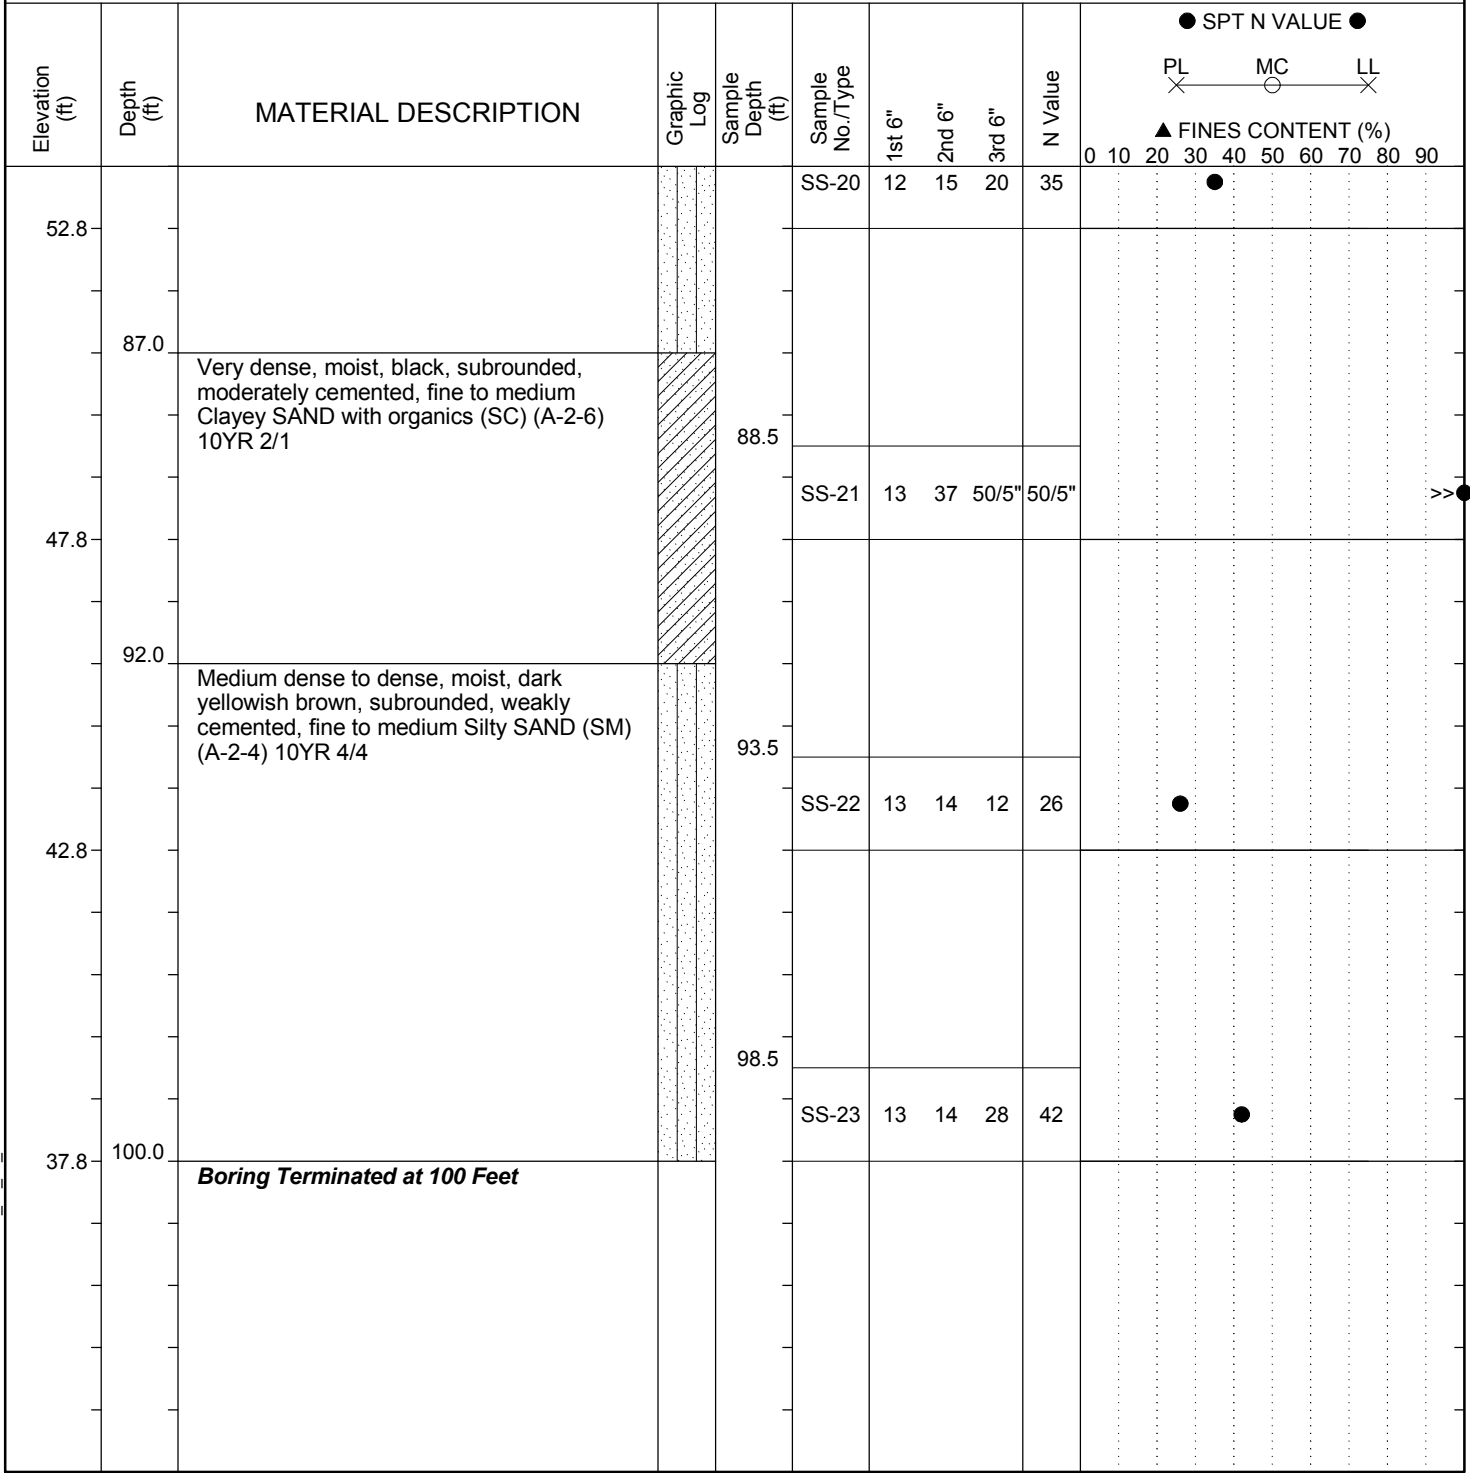 Elevation (ft)
Depth (ft)
MATERIAL DESCRIPTION
Graphic Log
Sample Depth (ft)
Sample No./Type
1st 6"
2nd 6"
3rd 6"
N Value
● SPT N VALUE ●
PL MC LL
▲ FINES CONTENT (%)
0 10 20 30 40 50 60 70 80 90
SS-20 12 15 20 35
52.8
87.0
Very dense, moist, black, subrounded,
moderately cemented, fine to medium
Clayey SAND with organics (SC) (A-2-6)
10YR 2/1
88.5
SS-21 13 37 50/5" 50/5" >>●
47.8
92.0
Medium dense to dense, moist, dark
yellowish brown, subrounded, weakly
cemented, fine to medium Silty SAND (SM)
(A-2-4) 10YR 4/4
93.5
SS-22 13 14 12 26
42.8
98.5
SS-23 13 14 28 42
37.8
100.0
Boring Terminated at 100 Feet